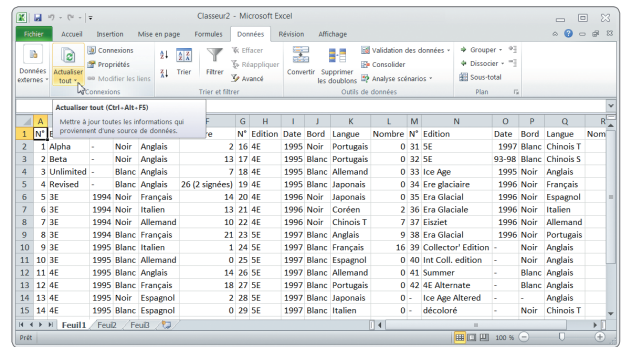 Classeur2 - Microsoft Excel
Fichier Accueil Insertion Mise en page Formules Données Révision Affichage
Données externes
Actualiser tout
Connexions
Propriétés
Modifier les liens
Connexions
Trier
Filtrer
Effacer
Réappliquer
Avancé
Trier et filtrer
Convertir
Supprimer les doublons
Validation des données
Consolider
Analyse scénarios
Outils de données
Grouper
Dissocier
Sous-total
Plan
Actualiser tout (Ctrl+Alt+F5)
Mettre à jour toutes les informations qui
proviennent d'une source de données.
A F G H I J K L M N O P Q R
1 N° E re N° Edition Date Bord Langue Nombre N° Edition Date Bord Langue Nom
2 1 Alpha - Noir Anglais 2 16 4E 1995 Noir Portugais 0 31 5E 1997 Blanc Chinois T
3 2 Beta - Noir Anglais 13 17 4E 1995 Blanc Portugais 0 32 5E 93-98 Blanc Chinois S
4 3 Unlimited - Blanc Anglais 7 18 4E 1995 Blanc Allemand 0 33 Ice Age 1995 Noir Anglais
5 4 Revised - Blanc Anglais 26 (2 signées) 19 4E 1995 Blanc Japonais 0 34 Ere glaciaire 1996 Noir Français
6 5 3E 1994 Noir Français 14 20 4E 1996 Noir Japonais 0 35 Era Glacial 1996 Noir Espagnol
7 6 3E 1994 Noir Italien 13 21 4E 1996 Noir Coréen 2 36 Era Glaciale 1996 Noir Italien
8 7 3E 1994 Noir Allemand 10 22 4E 1996 Noir Chinois T 7 37 Eisziet 1996 Noir Allemand
9 8 3E 1994 Blanc Français 21 23 5E 1997 Blanc Anglais 9 38 Era Glacial 1996 Noir Portugais
10 9 3E 1995 Blanc Italien 1 24 5E 1997 Blanc Français 16 39 Collector' Edition - Noir Anglais
11 10 3E 1995 Blanc Allemand 0 25 5E 1997 Blanc Espagnol 0 40 Int Coll. edition - Noir Anglais
12 11 4E 1995 Blanc Anglais 14 26 5E 1997 Blanc Allemand 0 41 Summer - Blanc Anglais
13 12 4E 1995 Blanc Français 18 27 5E 1997 Blanc Portugais 0 42 4E Alternate - Blanc Anglais
14 13 4E 1995 Noir Espagnol 2 28 5E 1997 Blanc Japonais 0 - Ice Age Altered - - Anglais
15 14 4E 1995 Blanc Espagnol 0 29 5E 1997 Blanc Italien 0 - décoloré - Noir Chinois T
Feuil1 Feuil2 Feuil3
Prêt 100 %